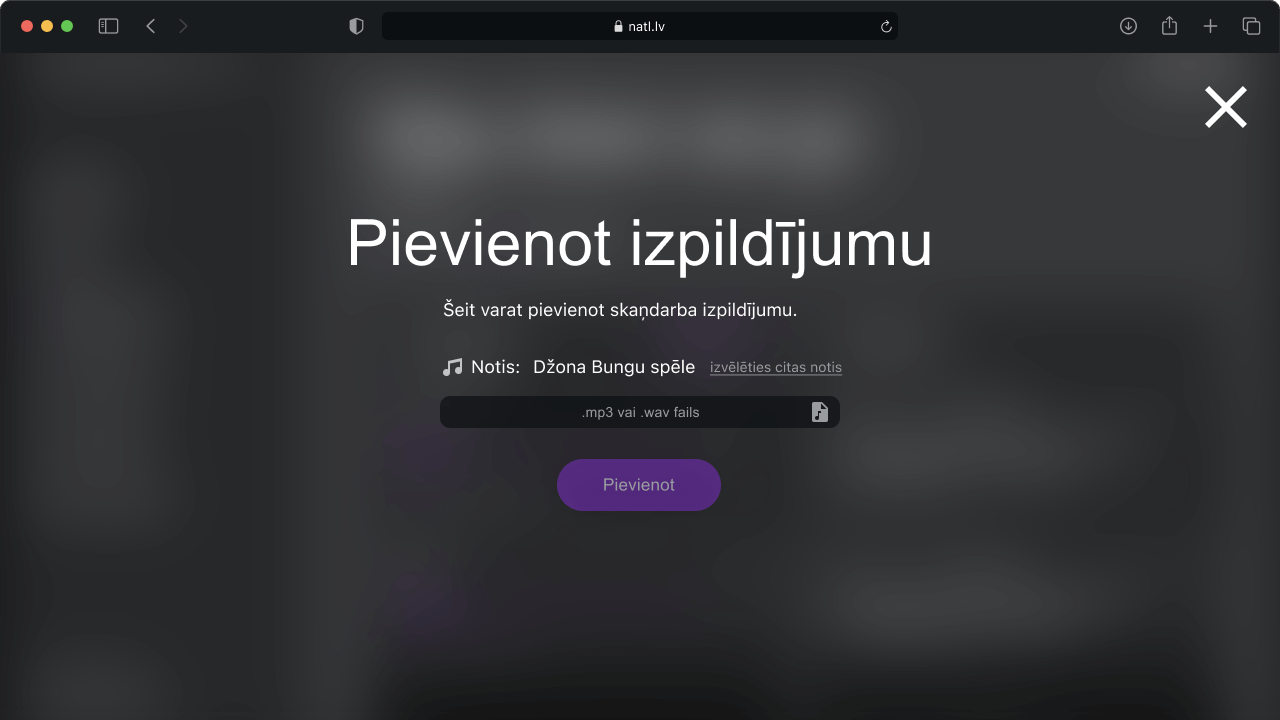 natl.lv
Pievienot izpildījumu
Šeit varat pievienot skaņdarba izpildījumu.
Notis: Džona Bungu spēle izvēlēties citas notis
.mp3 vai .wav fails
Pievienot